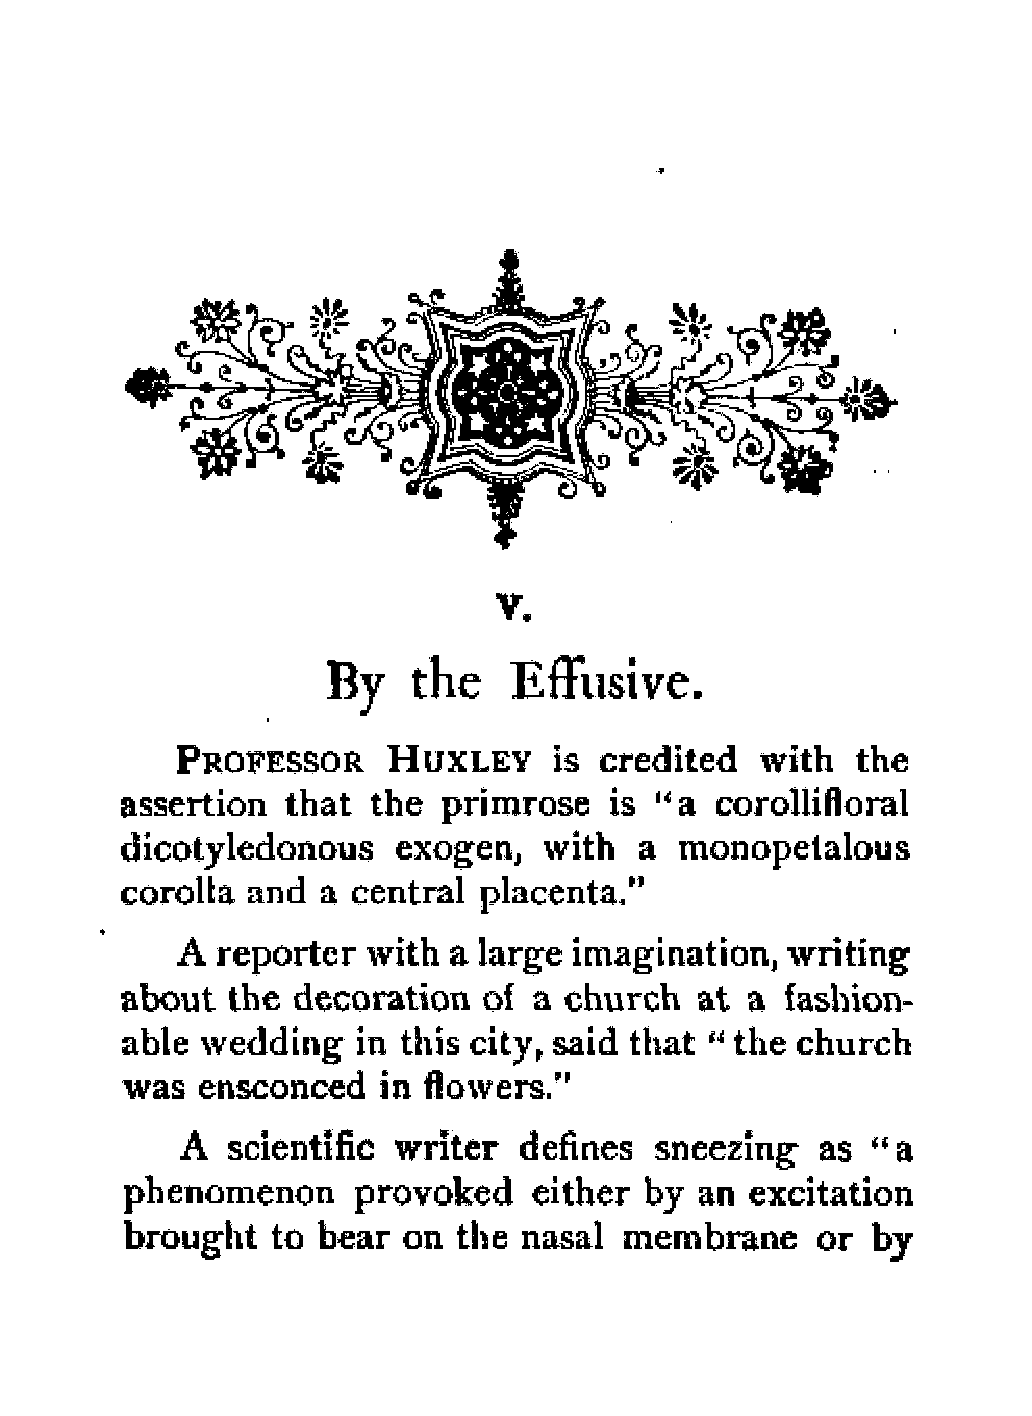 V.
By the Effusive.
PROFESSOR HUXLEY is credited with the
assertion that the primrose is "a corollifloral
dicotyledonous exogen, with a monopetalous
corolla and a central placenta."
A reporter with a large imagination, writing
about the decoration of a church at a fashion-
able wedding in this city, said that "the church
was ensconced in flowers."
A scientific writer defines sneezing as "a
phenomenon provoked either by an excitation
brought to bear on the nasal membrane or by